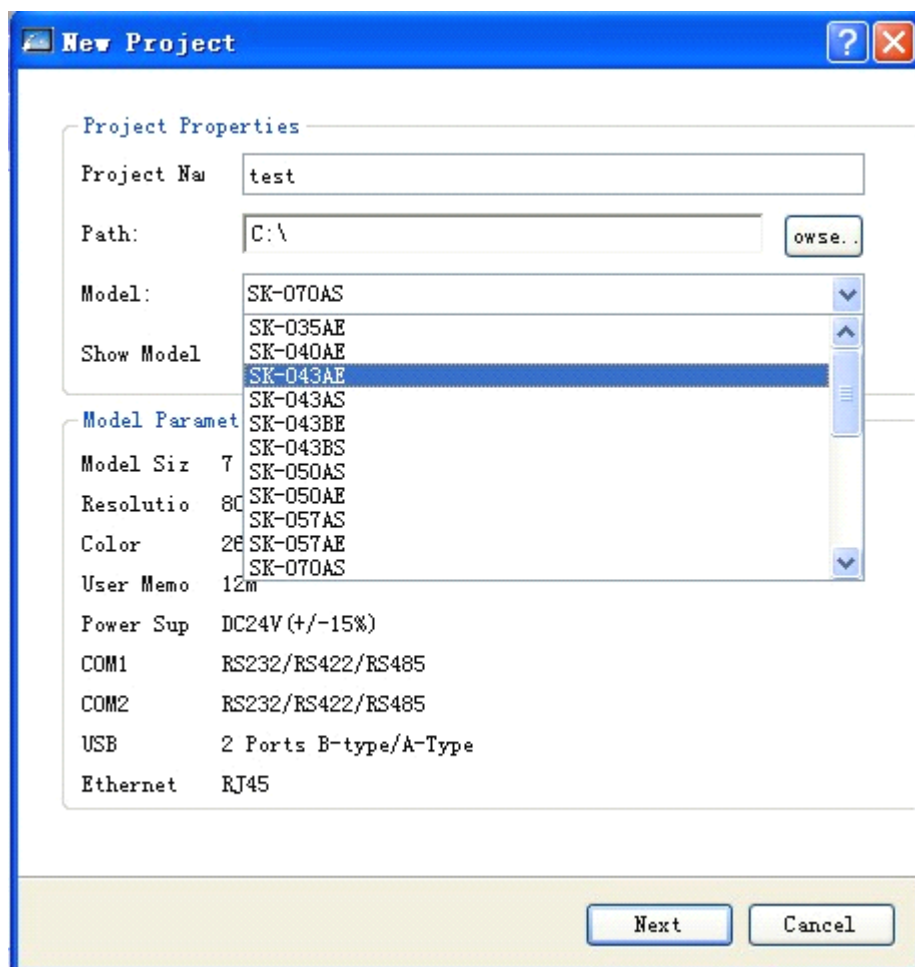 New Project
Project Properties
Project Na
test
Path:
C:\
owse..
Model:
SK-070AS
SK-035AE
SK-040AE
Show Model
SK-043AE
SK-043AS
Model Paramet
SK-043BE
SK-043BS
Model Siz 7
SK-050AS
Resolutio 80
SK-050AE
SK-057AS
Color 26
SK-057AE
SK-070AS
User Memo 12m
Power Sup DC24V(+/-15%)
COM1 RS232/RS422/RS485
COM2 RS232/RS422/RS485
USB 2 Ports B-type/A-Type
Ethernet RJ45
Next
Cancel